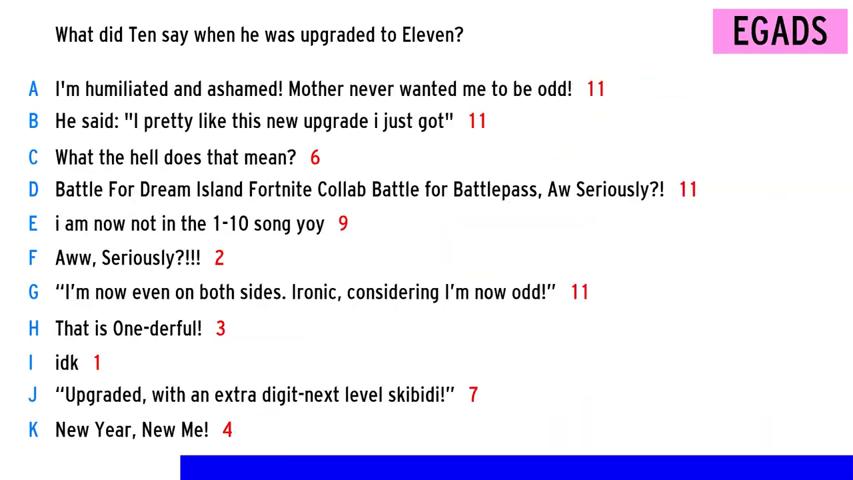 What did Ten say when he was upgraded to Eleven?
EGADS
A I'm humiliated and ashamed! Mother never wanted me to be odd! 11
B He said: "I pretty like this new upgrade i just got" 11
C What the hell does that mean? 6
D Battle For Dream Island Fortnite Collab Battle for Battlepass, Aw Seriously?! 11
E i am now not in the 1-10 song yoy 9
F Aww, Seriously?!!! 2
G “I’m now even on both sides. Ironic, considering I’m now odd!” 11
H That is One-derful! 3
I idk 1
J “Upgraded, with an extra digit-next level skibidi!” 7
K New Year, New Me! 4